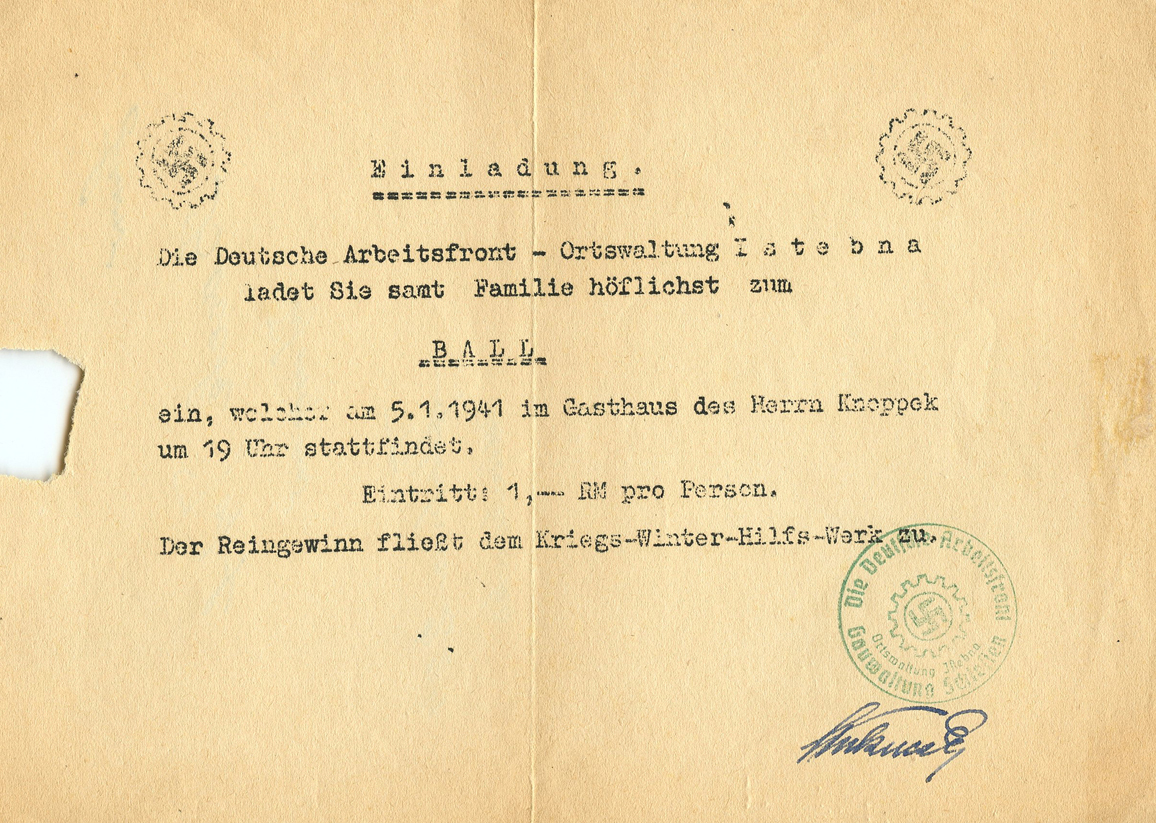 E i n l a d u n g .
Die Deutsche Arbeitsfront - Ortswaltung I s t e b n a
ladet Sie samt Familie höflichst zum
B A L L
ein, welcher am 5.1.1941 im Gasthaus des Herrn Knoppek
um 19 Uhr stattfindet.
Eintritt: 1,-- RM pro Person.
Der Reingewinn fließt dem Kriegs-Winter-Hilfs-Werk zu.
Die Deutsche Arbeitsfront
Ortswaltung Istebna
Gauwaltung Schlesien